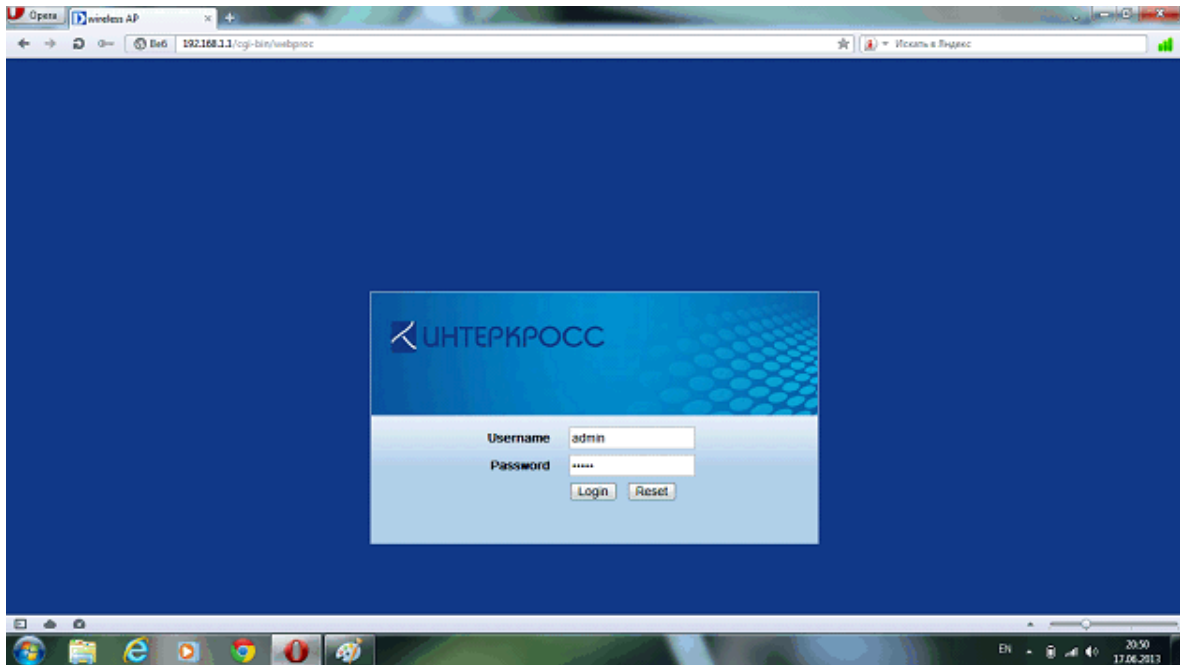 Opera
wireless AP
Веб
192.168.1.1/cgi-bin/webproc
Искать в Яндекс
ИНТЕРКРОСС
Username admin
Password •••••
Login Reset
EN
20:50
17.06.2013